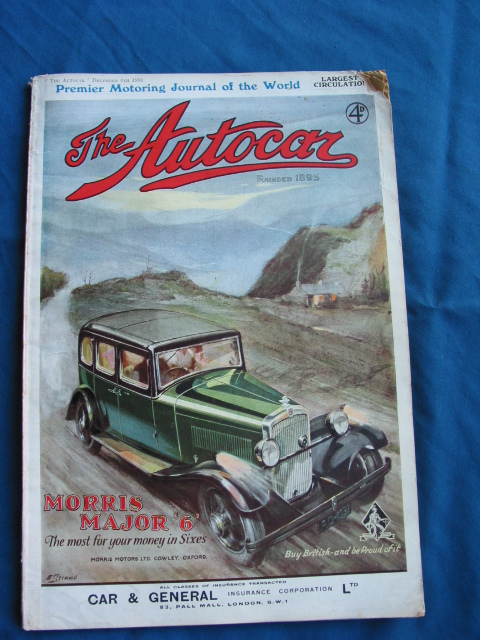 Premier Motoring Journal of the World
LARGEST
CIRCULATION
4D
The Autocar
FOUNDED 1895
MORRIS
MAJOR '6'
The most for your money in Sixes
MORRIS MOTORS LTD. COWLEY, OXFORD.
Buy British-and be Proud of it
ALL CLASSES OF INSURANCE TRANSACTED
CAR & GENERAL INSURANCE CORPORATION LTD
83, PALL MALL, LONDON, S.W.1